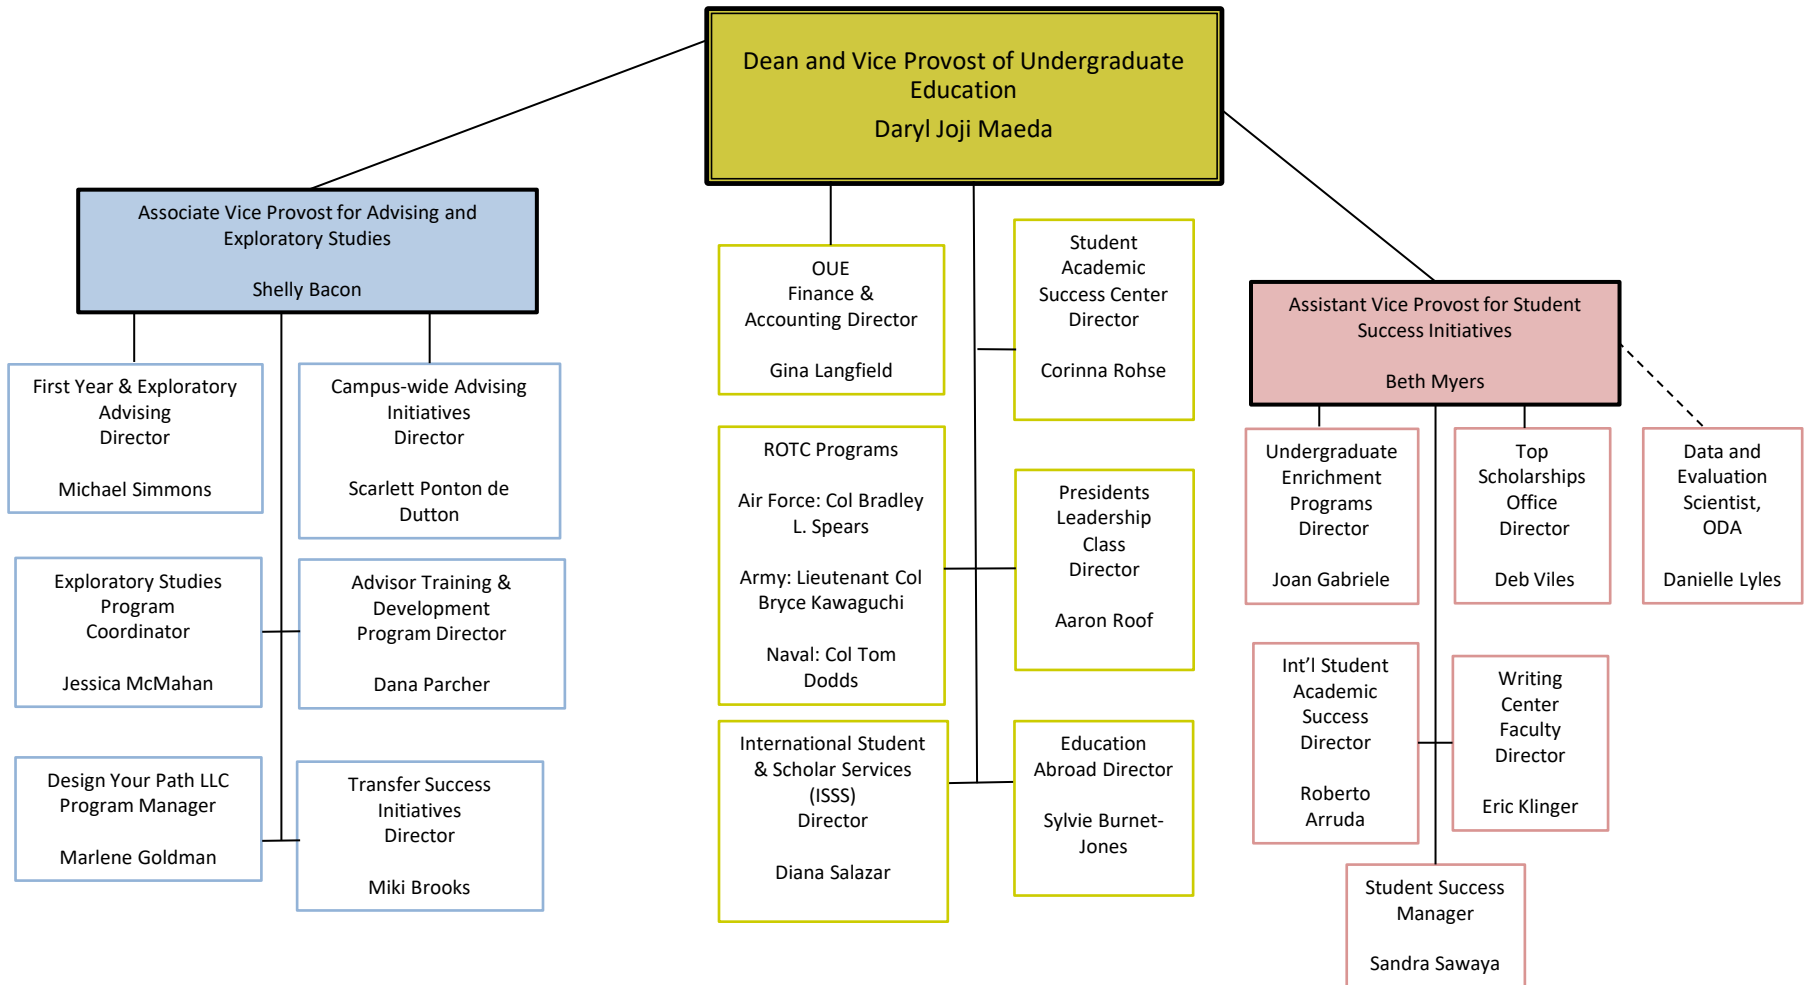 Dean and Vice Provost of Undergraduate
Education
Daryl Joji Maeda
Associate Vice Provost for Advising and
Exploratory Studies
Shelly Bacon
First Year & Exploratory
Advising
Director
Michael Simmons
Campus-wide Advising
Initiatives
Director
Scarlett Ponton de
Dutton
Exploratory Studies
Program
Coordinator
Jessica McMahan
Advisor Training &
Development
Program Director
Dana Parcher
Design Your Path LLC
Program Manager
Marlene Goldman
Transfer Success
Initiatives
Director
Miki Brooks
OUE
Finance &
Accounting Director
Gina Langfield
Student
Academic
Success Center
Director
Corinna Rohse
ROTC Programs
Air Force: Col Bradley
L. Spears
Army: Lieutenant Col
Bryce Kawaguchi
Naval: Col Tom
Dodds
Presidents
Leadership
Class
Director
Aaron Roof
International Student
& Scholar Services
(ISSS)
Director
Diana Salazar
Education
Abroad Director
Sylvie Burnet-
Jones
Assistant Vice Provost for Student
Success Initiatives
Beth Myers
Undergraduate
Enrichment
Programs
Director
Joan Gabriele
Top
Scholarships
Office
Director
Deb Viles
Data and
Evaluation
Scientist,
ODA
Danielle Lyles
Int’l Student
Academic
Success
Director
Roberto
Arruda
Writing
Center
Faculty
Director
Eric Klinger
Student Success
Manager
Sandra Sawaya